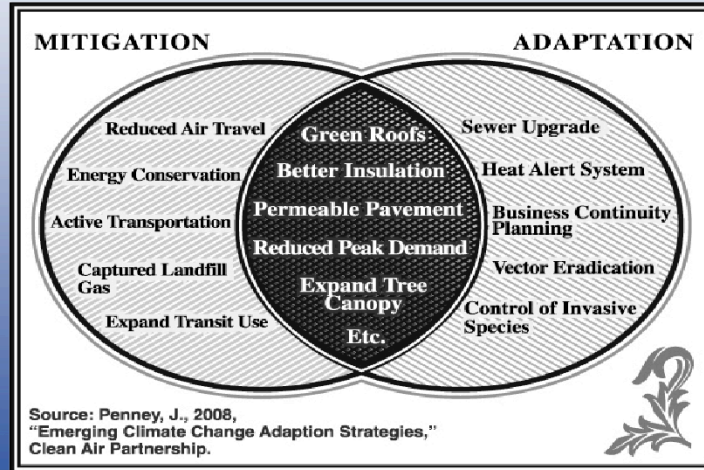 MITIGATION
ADAPTATION
Reduced Air Travel
Energy Conservation
Active Transportation
Captured Landfill
Gas
Expand Transit Use
Green Roofs
Better Insulation
Permeable Pavement
Reduced Peak Demand
Expand Tree
Canopy
Etc.
Sewer Upgrade
Heat Alert System
Business Continuity
Planning
Vector Eradication
Control of Invasive
Species
Source: Penney, J., 2008,
“Emerging Climate Change Adaption Strategies,”
Clean Air Partnership.